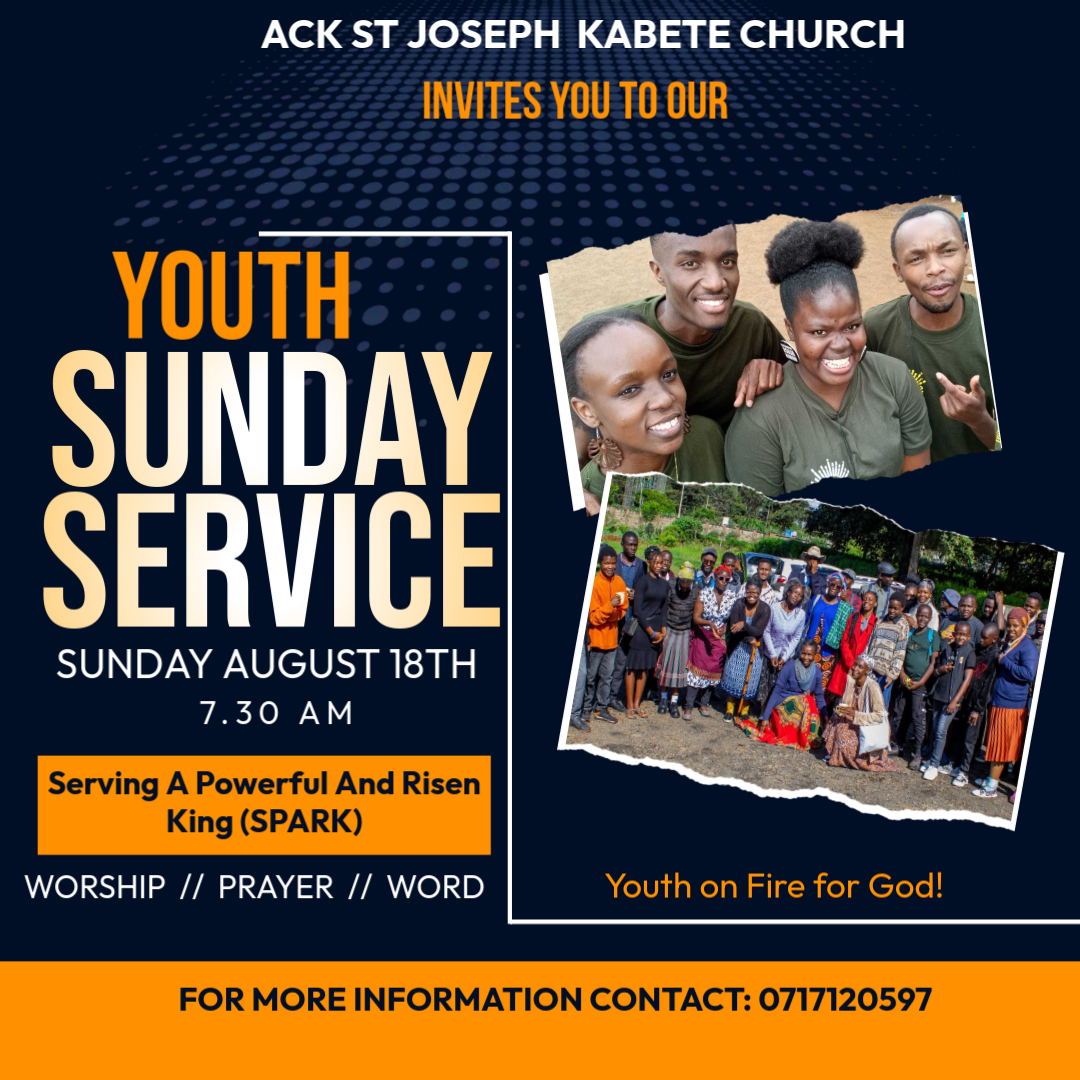 ACK ST JOSEPH KABETE CHURCH
INVITES YOU TO OUR
YOUTH
SUNDAY
SERVICE
SUNDAY AUGUST 18TH
7.30 AM
Serving A Powerful And Risen
King (SPARK)
WORSHIP // PRAYER // WORD
Youth on Fire for God!
FOR MORE INFORMATION CONTACT: 0717120597